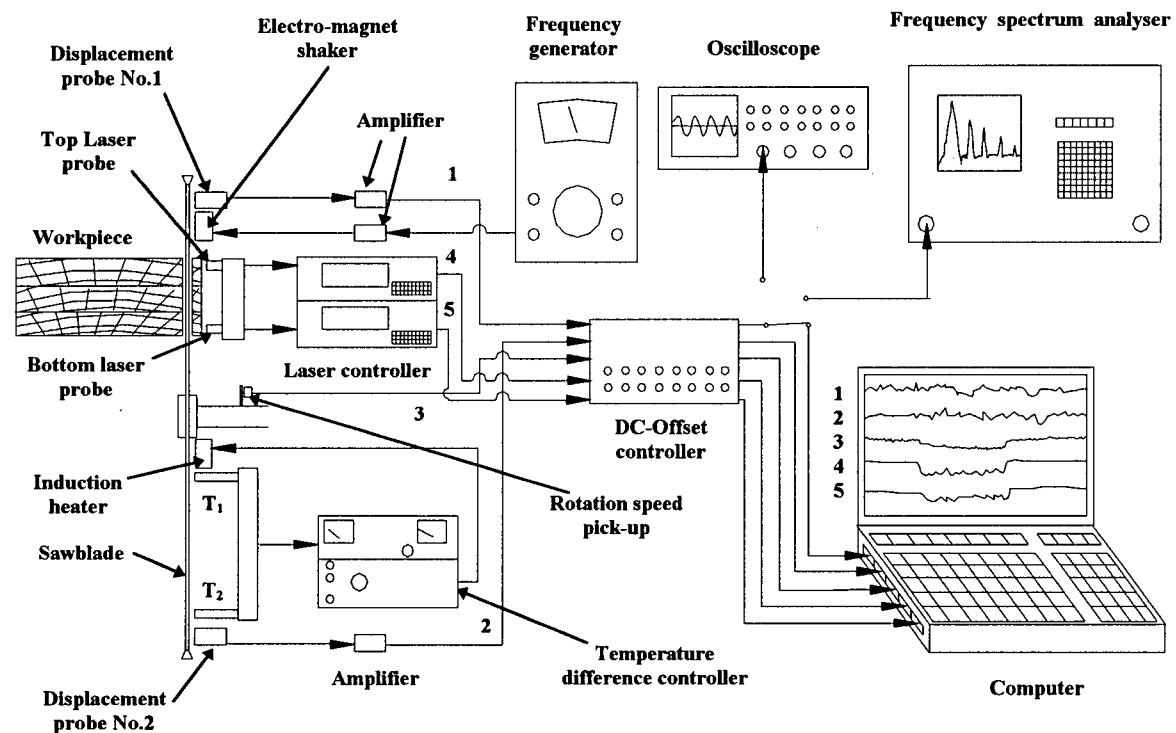 Electro-magnet
shaker
Frequency
generator
Oscilloscope
Frequency spectrum analyser
Displacement
probe No.1
Top Laser
probe
Amplifier
1
Workpiece
4
5
Bottom laser
probe
Laser controller
3
DC-Offset
controller
1
2
3
4
5
Induction
heater
T1
Rotation speed
pick-up
Sawblade
T2
2
Temperature
difference controller
Amplifier
Displacement
probe No.2
Computer